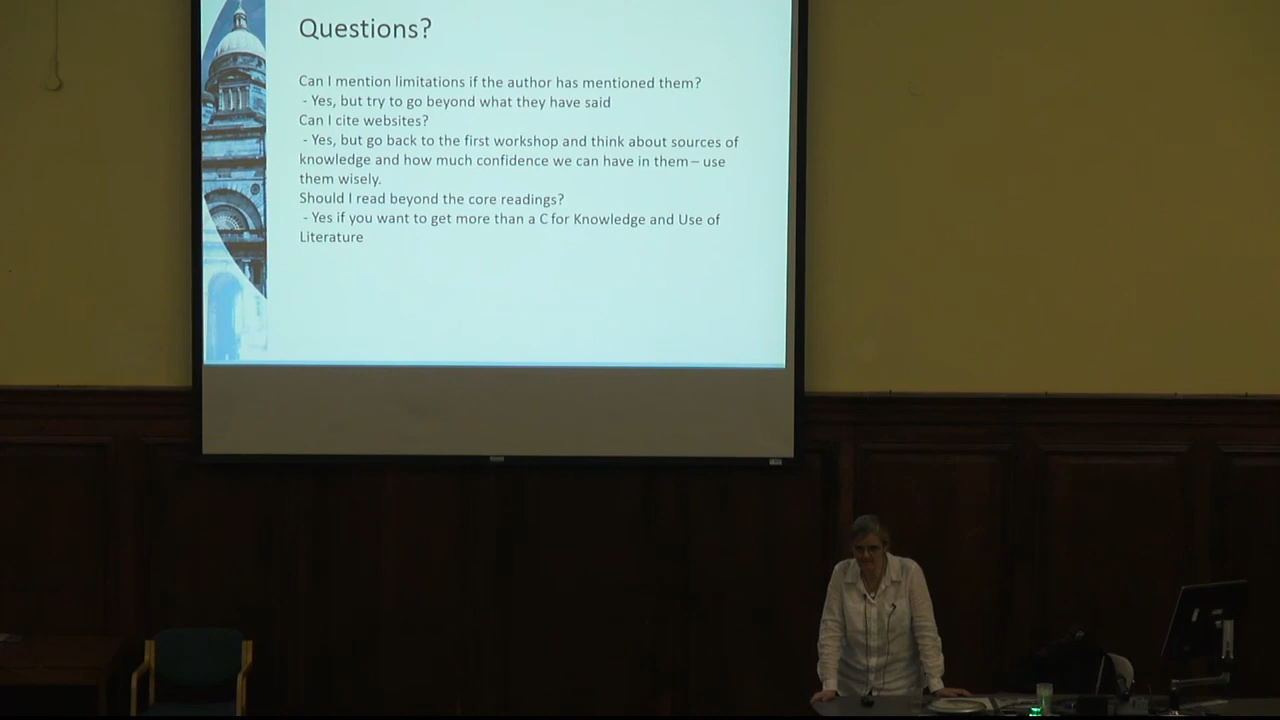 Questions?
Can I mention limitations if the author has mentioned them?
- Yes, but try to go beyond what they have said
Can I cite websites?
- Yes, but go back to the first workshop and think about sources of
knowledge and how much confidence we can have in them – use
them wisely.
Should I read beyond the core readings?
- Yes if you want to get more than a C for Knowledge and Use of
Literature